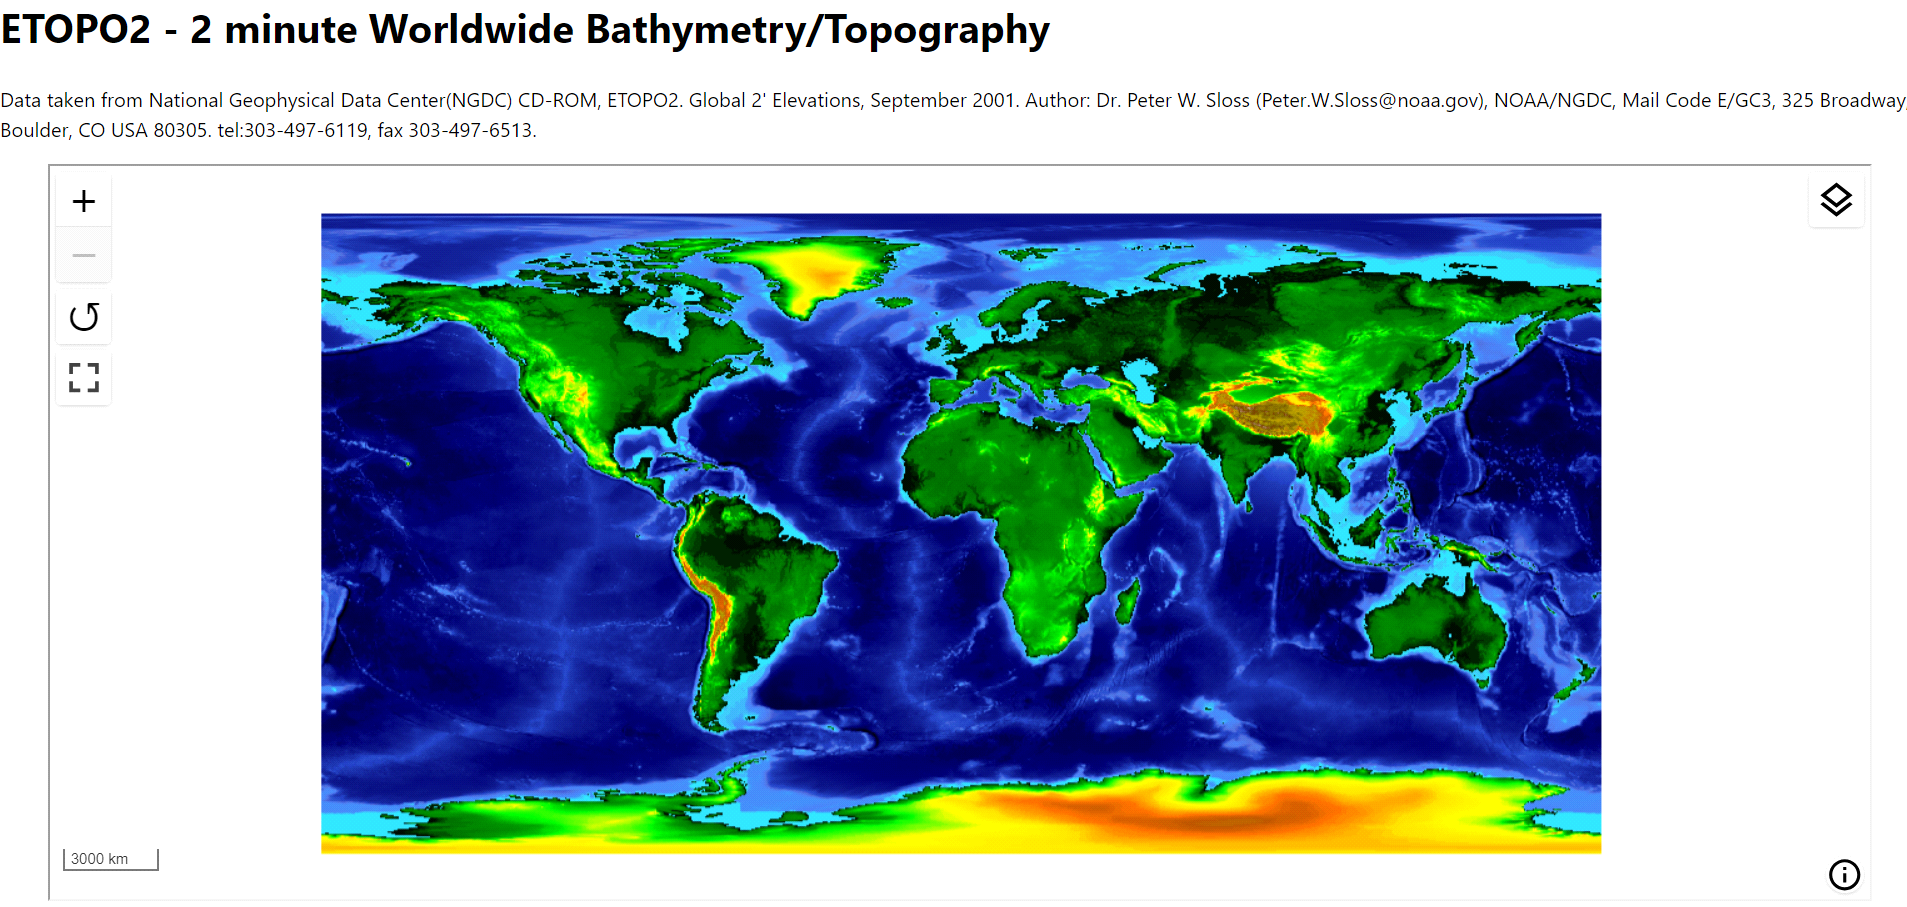 ETOPO2 - 2 minute Worldwide Bathymetry/Topography
Data taken from National Geophysical Data Center(NGDC) CD-ROM, ETOPO2. Global 2' Elevations, September 2001. Author: Dr. Peter W. Sloss (Peter.W.Sloss@noaa.gov), NOAA/NGDC, Mail Code E/GC3, 325 Broadway,
Boulder, CO USA 80305. tel:303-497-6119, fax 303-497-6513.
3000 km